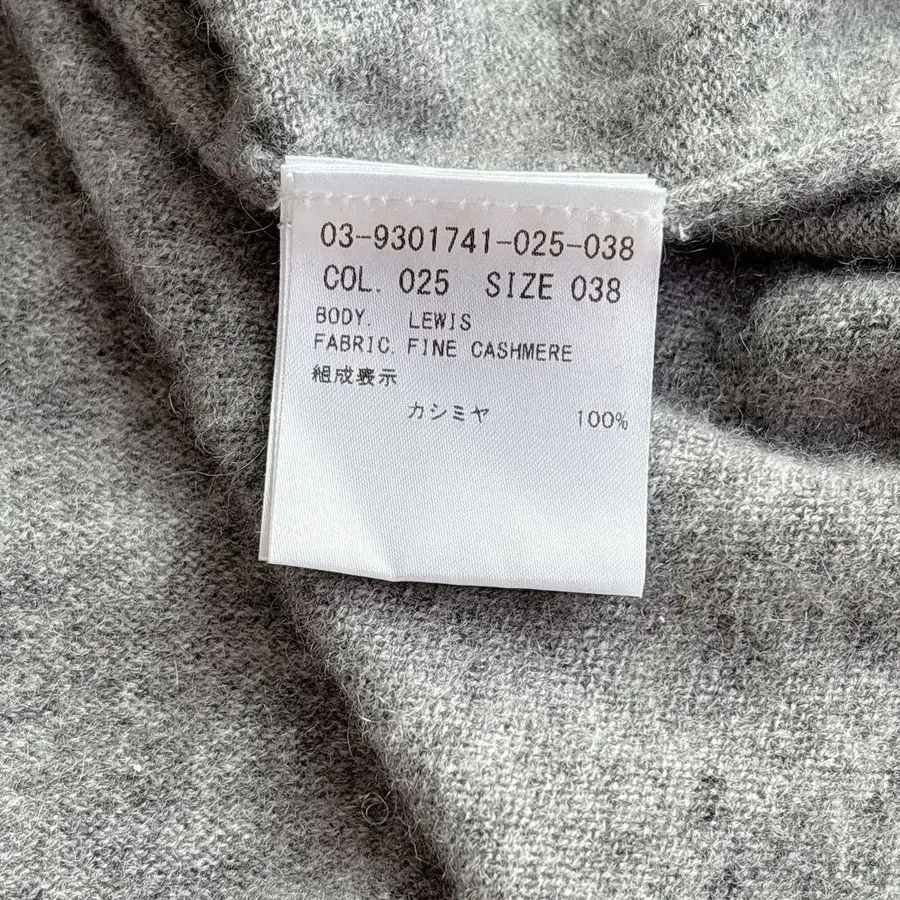 03-9301741-025-038
COL. 025 SIZE 038
BODY. LEWIS
FABRIC. FINE CASHMERE
組成表示
カシミヤ 100%